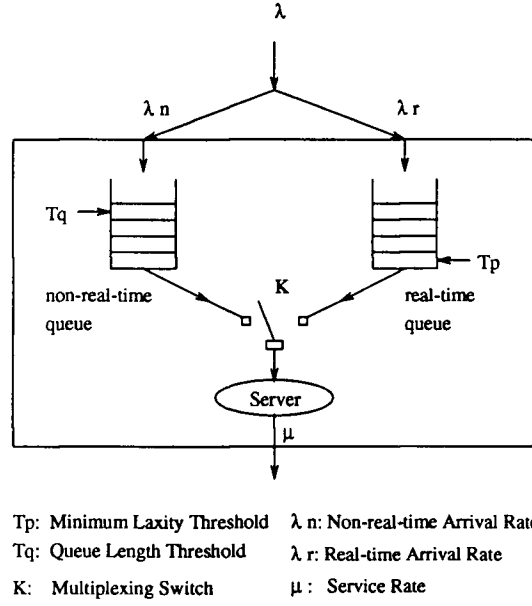 λ
λ n
λ r
Tq
Tp
K
non-real-time
queue
real-time
queue
Server
μ
Tp: Minimum Laxity Threshold
λ n: Non-real-time Arrival Rate
Tq: Queue Length Threshold
λ r: Real-time Arrival Rate
K: Multiplexing Switch
μ : Service Rate